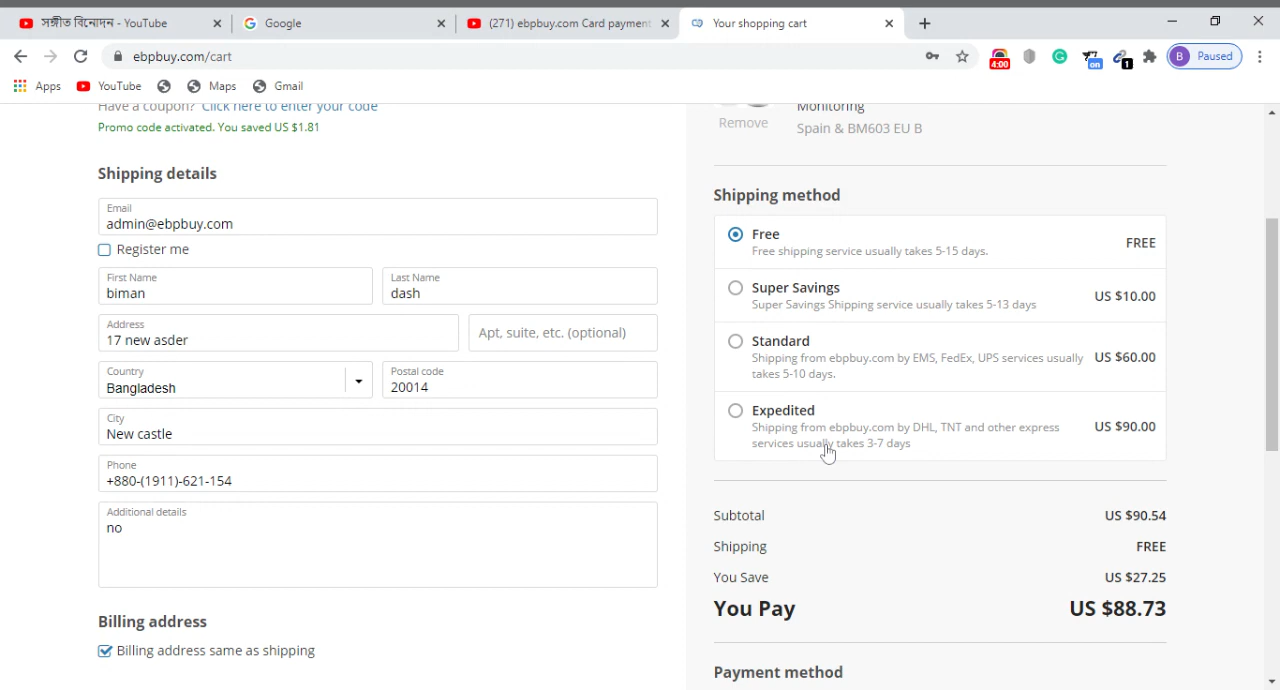 সঙ্গীত বিনোদন - YouTube
Google
(271) ebpbuy.com Card payment
Your shopping cart
ebpbuy.com/cart
4:00
on
1
B Paused
Apps
YouTube
Maps
Gmail
Have a coupon? Click here to enter your code
Promo code activated. You saved US $1.81
Shipping details
Email
admin@ebpbuy.com
Register me
First Name
biman
Last Name
dash
Address
17 new asder
Apt, suite, etc. (optional)
Country
Bangladesh
Postal code
20014
City
New castle
Phone
+880-(1911)-621-154
Additional details
no
Billing address
Billing address same as shipping
Monitoring
Remove
Spain & BM603 EU B
Shipping method
Free
Free shipping service usually takes 5-15 days.
FREE
Super Savings
Super Savings Shipping service usually takes 5-13 days
US $10.00
Standard
Shipping from ebpbuy.com by EMS, FedEx, UPS services usually
takes 5-10 days.
US $60.00
Expedited
Shipping from ebpbuy.com by DHL, TNT and other express
services usually takes 3-7 days
US $90.00
Subtotal US $90.54
Shipping FREE
You Save US $27.25
You Pay US $88.73
Payment method